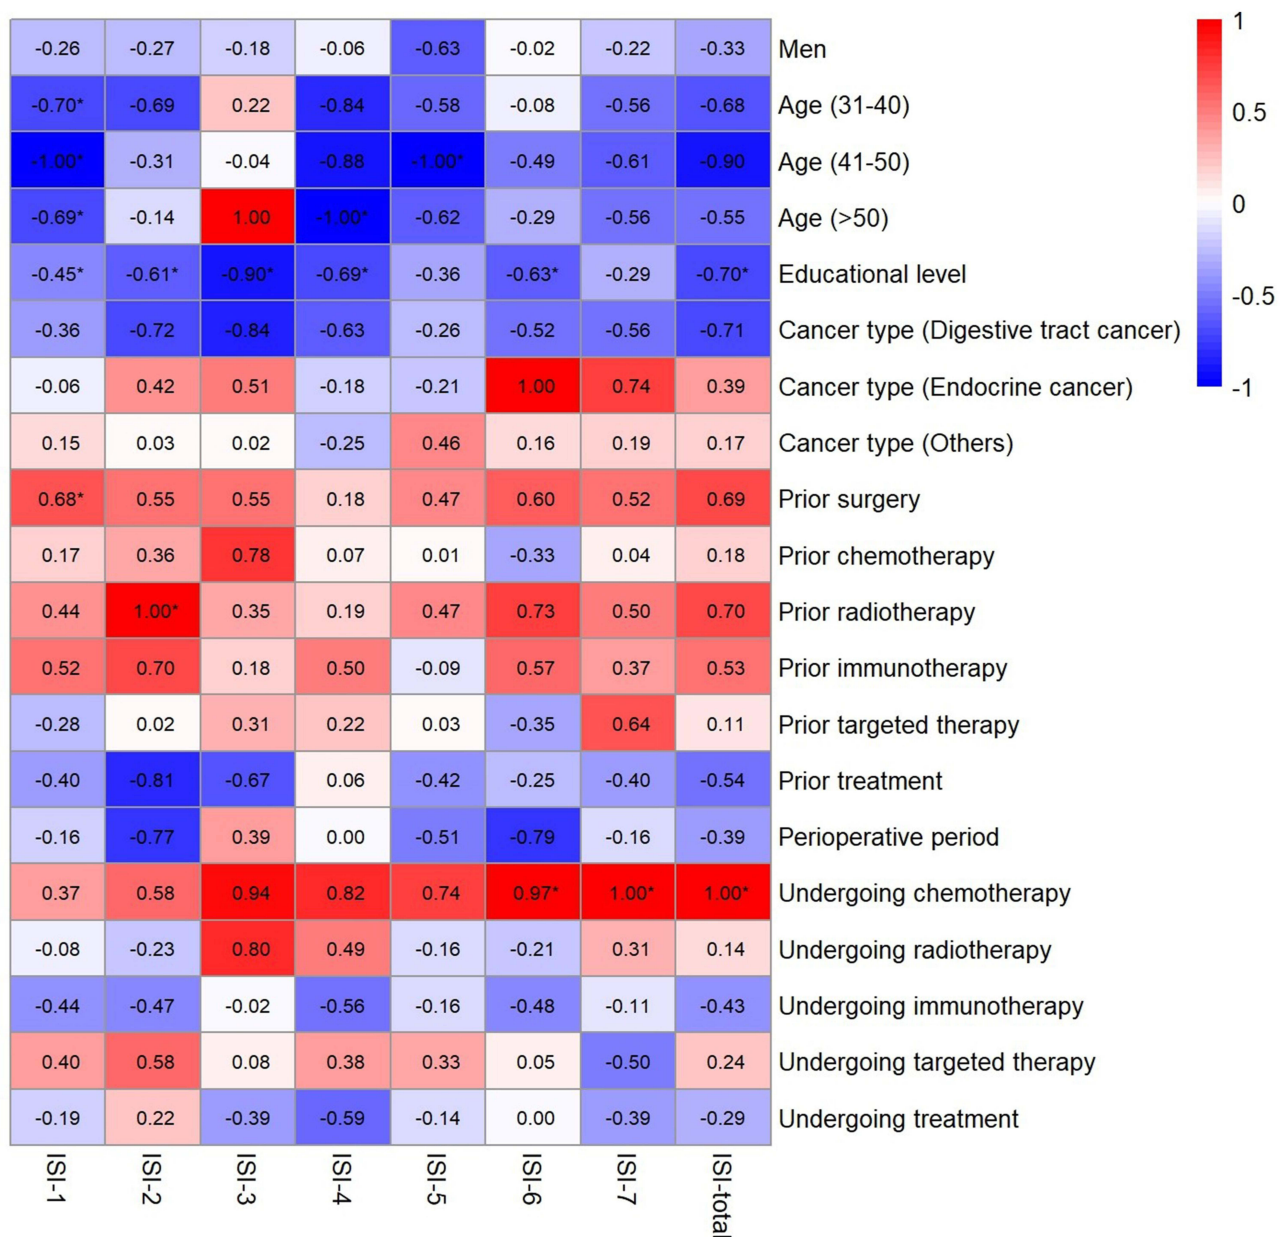 -0.26 -0.27 -0.18 -0.06 -0.63 -0.02 -0.22 -0.33 Men
-0.70* -0.69 0.22 -0.84 -0.58 -0.08 -0.56 -0.68 Age (31-40)
-1.00* -0.31 -0.04 -0.88 -1.00* -0.49 -0.61 -0.90 Age (41-50)
-0.69* -0.14 1.00 -1.00* -0.62 -0.29 -0.56 -0.55 Age (>50)
-0.45* -0.61* -0.90* -0.69* -0.36 -0.63* -0.29 -0.70* Educational level
-0.36 -0.72 -0.84 -0.63 -0.26 -0.52 -0.56 -0.71 Cancer type (Digestive tract cancer)
-0.06 0.42 0.51 -0.18 -0.21 1.00 0.74 0.39 Cancer type (Endocrine cancer)
0.15 0.03 0.02 -0.25 0.46 0.16 0.19 0.17 Cancer type (Others)
0.68* 0.55 0.55 0.18 0.47 0.60 0.52 0.69 Prior surgery
0.17 0.36 0.78 0.07 0.01 -0.33 0.04 0.18 Prior chemotherapy
0.44 1.00* 0.35 0.19 0.47 0.73 0.50 0.70 Prior radiotherapy
0.52 0.70 0.18 0.50 -0.09 0.57 0.37 0.53 Prior immunotherapy
-0.28 0.02 0.31 0.22 0.03 -0.35 0.64 0.11 Prior targeted therapy
-0.40 -0.81 -0.67 0.06 -0.42 -0.25 -0.40 -0.54 Prior treatment
-0.16 -0.77 0.39 0.00 -0.51 -0.79 -0.16 -0.39 Perioperative period
0.37 0.58 0.94 0.82 0.74 0.97* 1.00* 1.00* Undergoing chemotherapy
-0.08 -0.23 0.80 0.49 -0.16 -0.21 0.31 0.14 Undergoing radiotherapy
-0.44 -0.47 -0.02 -0.56 -0.16 -0.48 -0.11 -0.43 Undergoing immunotherapy
0.40 0.58 0.08 0.38 0.33 0.05 -0.50 0.24 Undergoing targeted therapy
-0.19 0.22 -0.39 -0.59 -0.14 0.00 -0.39 -0.29 Undergoing treatment
ISI-1 ISI-2 ISI-3 ISI-4 ISI-5 ISI-6 ISI-7 ISI-total
1
0.5
0
-0.5
-1